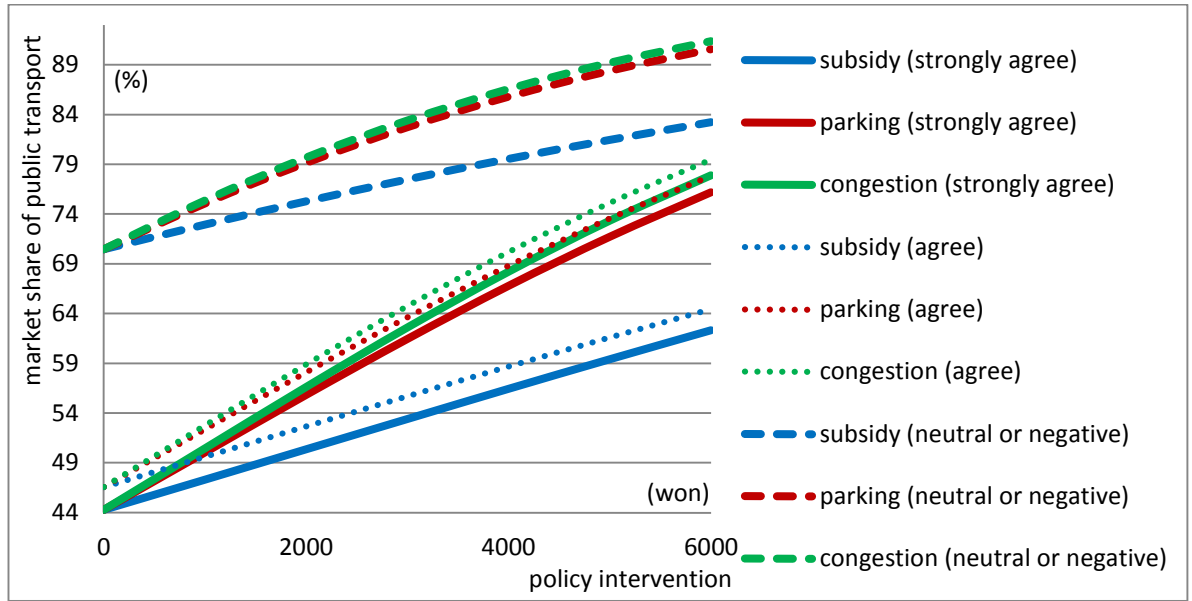 market share of public transport
(%)
89
84
79
74
69
64
59
54
49
44
(won)
0
2000
4000
6000
policy intervention
subsidy (strongly agree)
parking (strongly agree)
congestion (strongly agree)
subsidy (agree)
parking (agree)
congestion (agree)
subsidy (neutral or negative)
parking (neutral or negative)
congestion (neutral or negative)